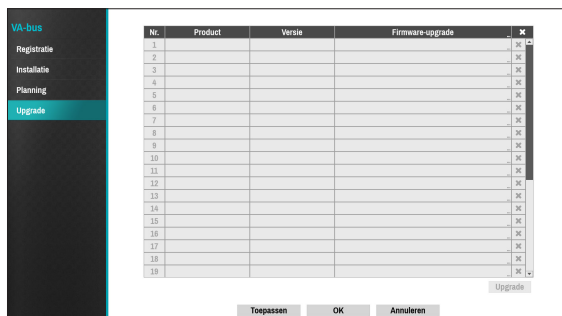 VA-bus
Registratie
Installatie
Planning
Upgrade
Nr. Product Versie Firmware-upgrade ... ×
1 ... ×
2 ... ×
3 ... ×
4 ... ×
5 ... ×
6 ... ×
7 ... ×
8 ... ×
9 ... ×
10 ... ×
11 ... ×
12 ... ×
13 ... ×
14 ... ×
15 ... ×
16 ... ×
17 ... ×
18 ... ×
19 ... ×
Upgrade
Toepassen OK Annuleren